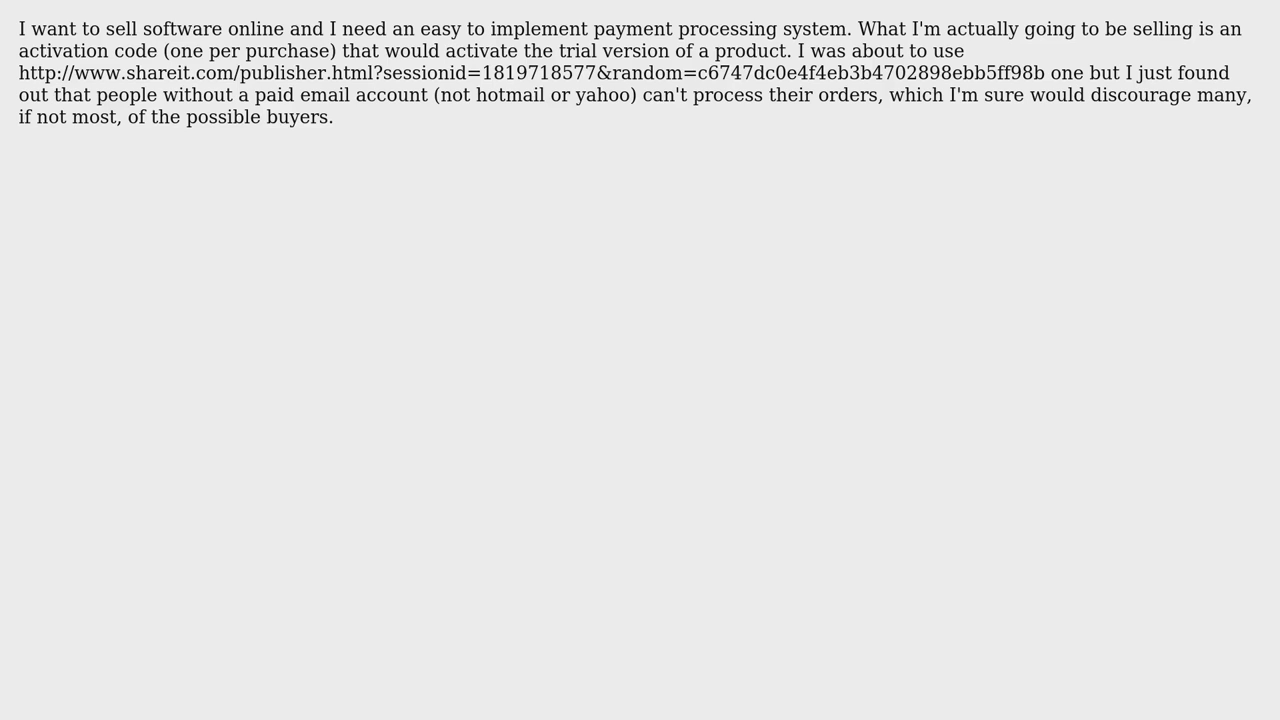 I want to sell software online and I need an easy to implement payment processing system. What I'm actually going to be selling is an
activation code (one per purchase) that would activate the trial version of a product. I was about to use
http://www.shareit.com/publisher.html?sessionid=1819718577&random=c6747dc0e4f4eb3b4702898ebb5ff98b one but I just found
out that people without a paid email account (not hotmail or yahoo) can't process their orders, which I'm sure would discourage many,
if not most, of the possible buyers.